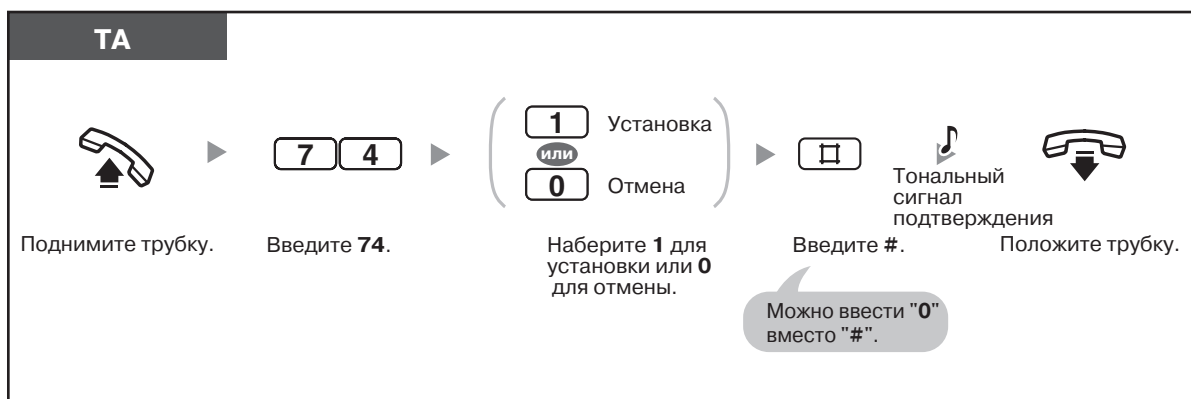 ТА
7 4
1 Установка
или
0 Отмена
#
Тональный
сигнал
подтверждения
Поднимите трубку.
Введите 74.
Наберите 1 для
установки или 0
для отмены.
Введите #.
Положите трубку.
Можно ввести "0"
вместо "#".